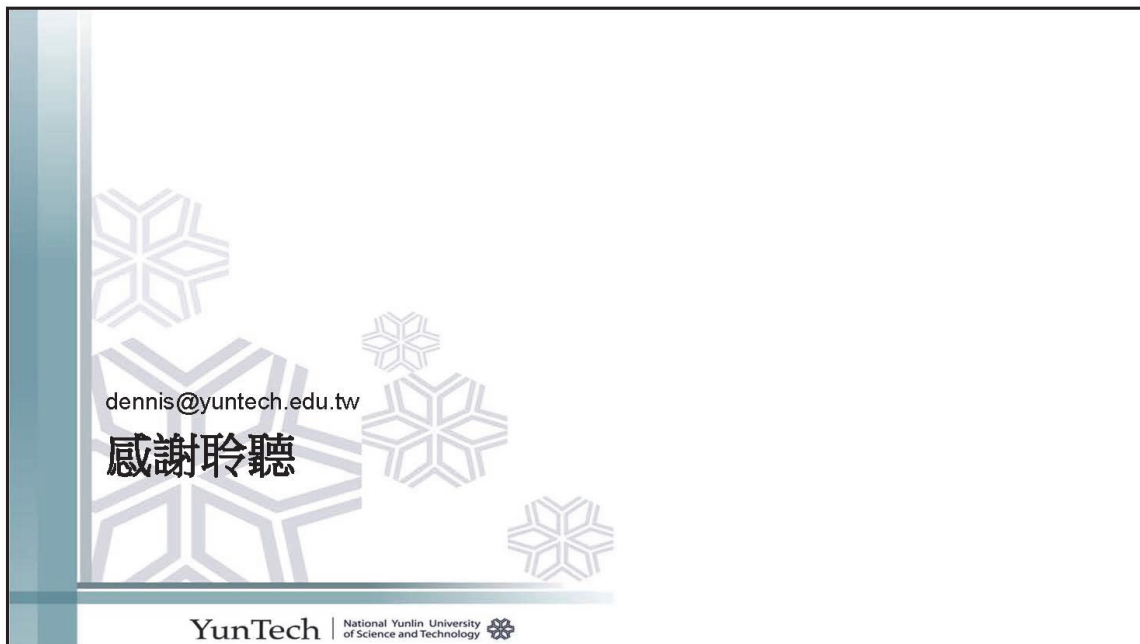 dennis@yuntech.edu.tw
感謝聆聽
YunTech
National Yunlin University
of Science and Technology